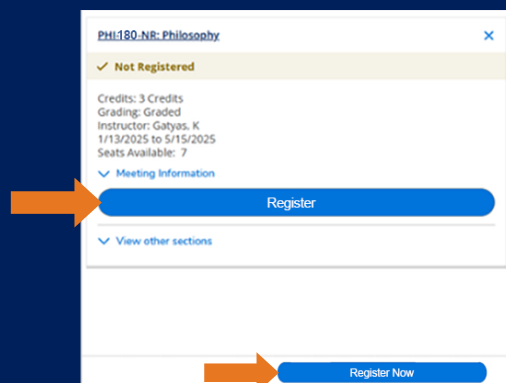 PHI-180-NR: Philosophy
Not Registered
Credits: 3 Credits
Grading: Graded
Instructor: Gatyas, K
1/13/2025 to 5/15/2025
Seats Available: 7
Meeting Information
Register
View other sections
Register Now